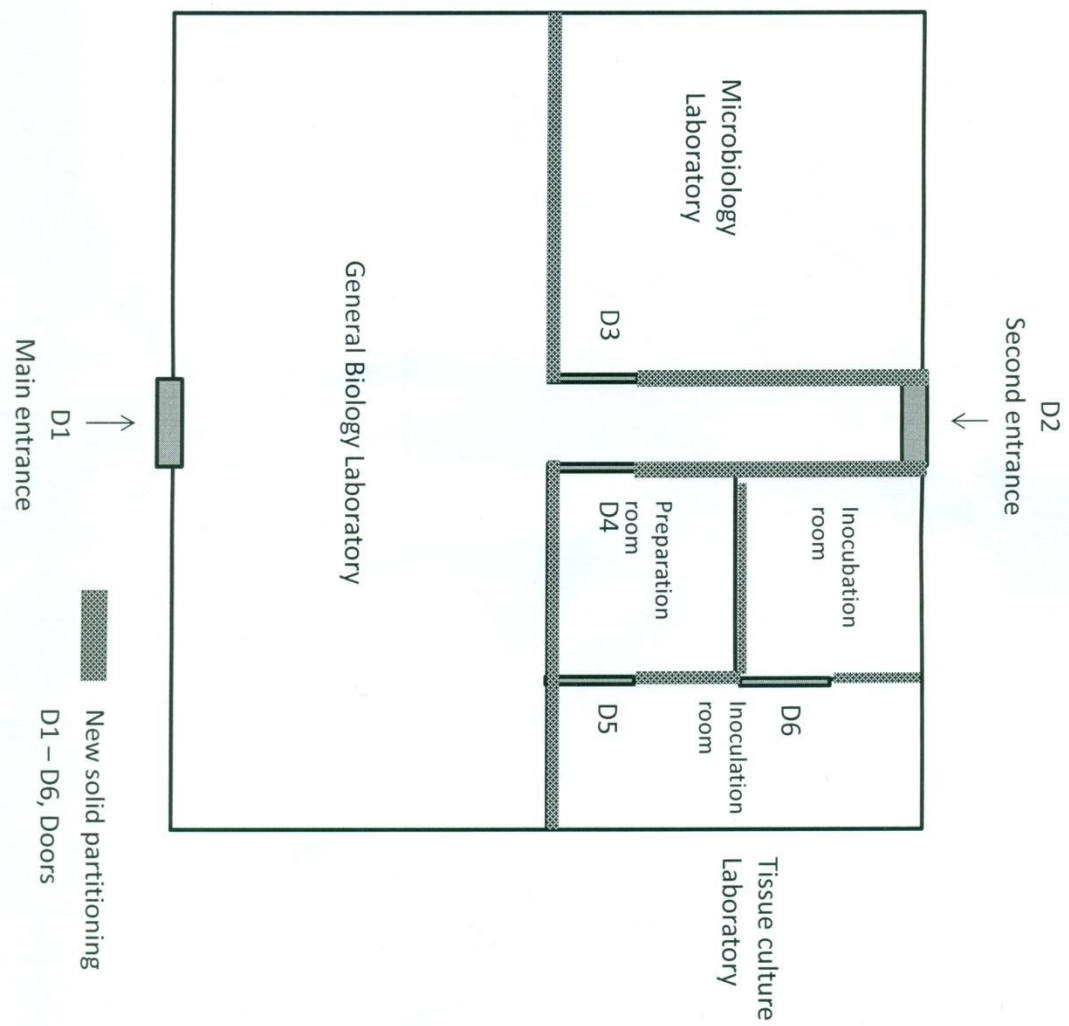 D2
Second entrance
Microbiology
Laboratory
Incubation
room
D6
Tissue culture
Laboratory
Inoculation
room
Preparation
room
D3
D4
D5
General Biology Laboratory
D1
Main entrance
New solid partitioning
D1 – D6, Doors